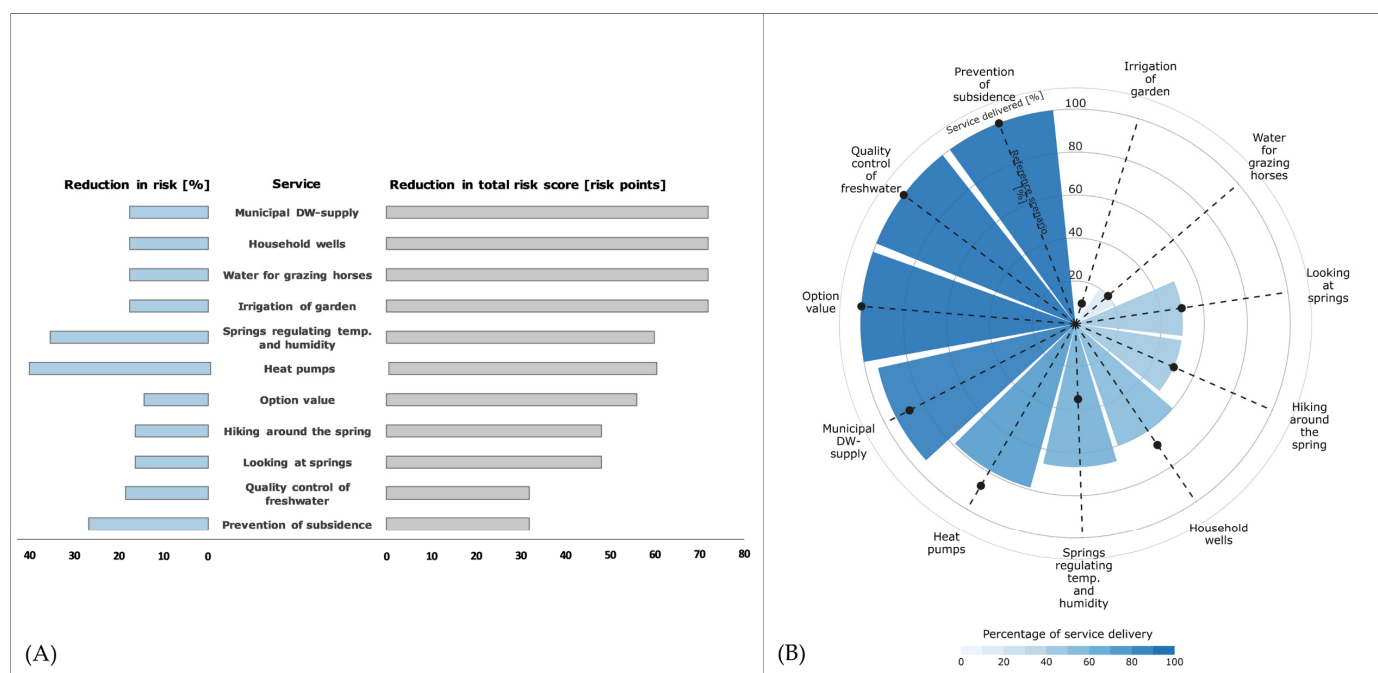 Reduction in risk [%] Service Reduction in total risk score [risk points]
Municipal DW-supply
Household wells
Water for grazing horses
Irrigation of garden
Springs regulating temp.
and humidity
Heat pumps
Option value
Hiking around the spring
Looking at springs
Quality control of
freshwater
Prevention of subsidence
40 30 20 10 0 0 10 20 30 40 50 60 70 80
(A)
Prevention
of
subsidence
Irrigation
of
garden
Water
for
grazing
horses
Looking
at
springs
Hiking
around
the
spring
Household
wells
Springs
regulating
temp.
and
humidity
Heat
pumps
Municipal
DW-
supply
Option
value
Quality
control
of
freshwater
Service delivered [%]
Reference scenario
[%]
100
80
60
40
20
Percentage of service delivery
0 20 40 60 80 100
(B)